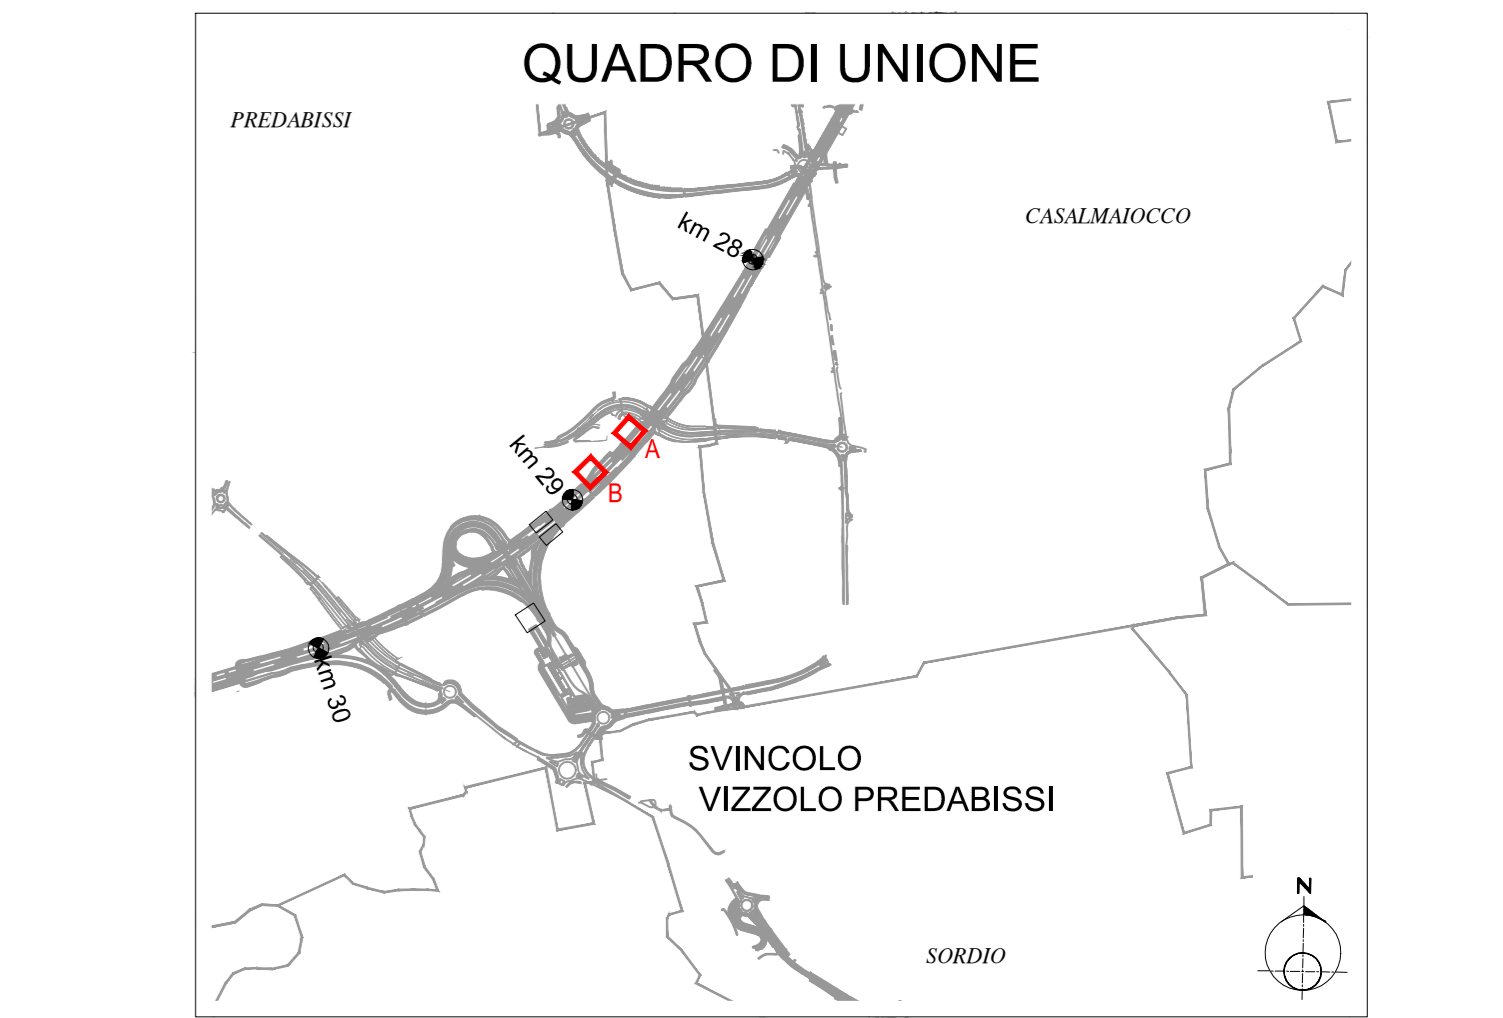 QUADRO DI UNIONE
PREDABISSI
CASALMAIOCCO
km 28
A
km 29
B
km 30
SVINCOLO
VIZZOLO PREDABISSI
N
SORDIO